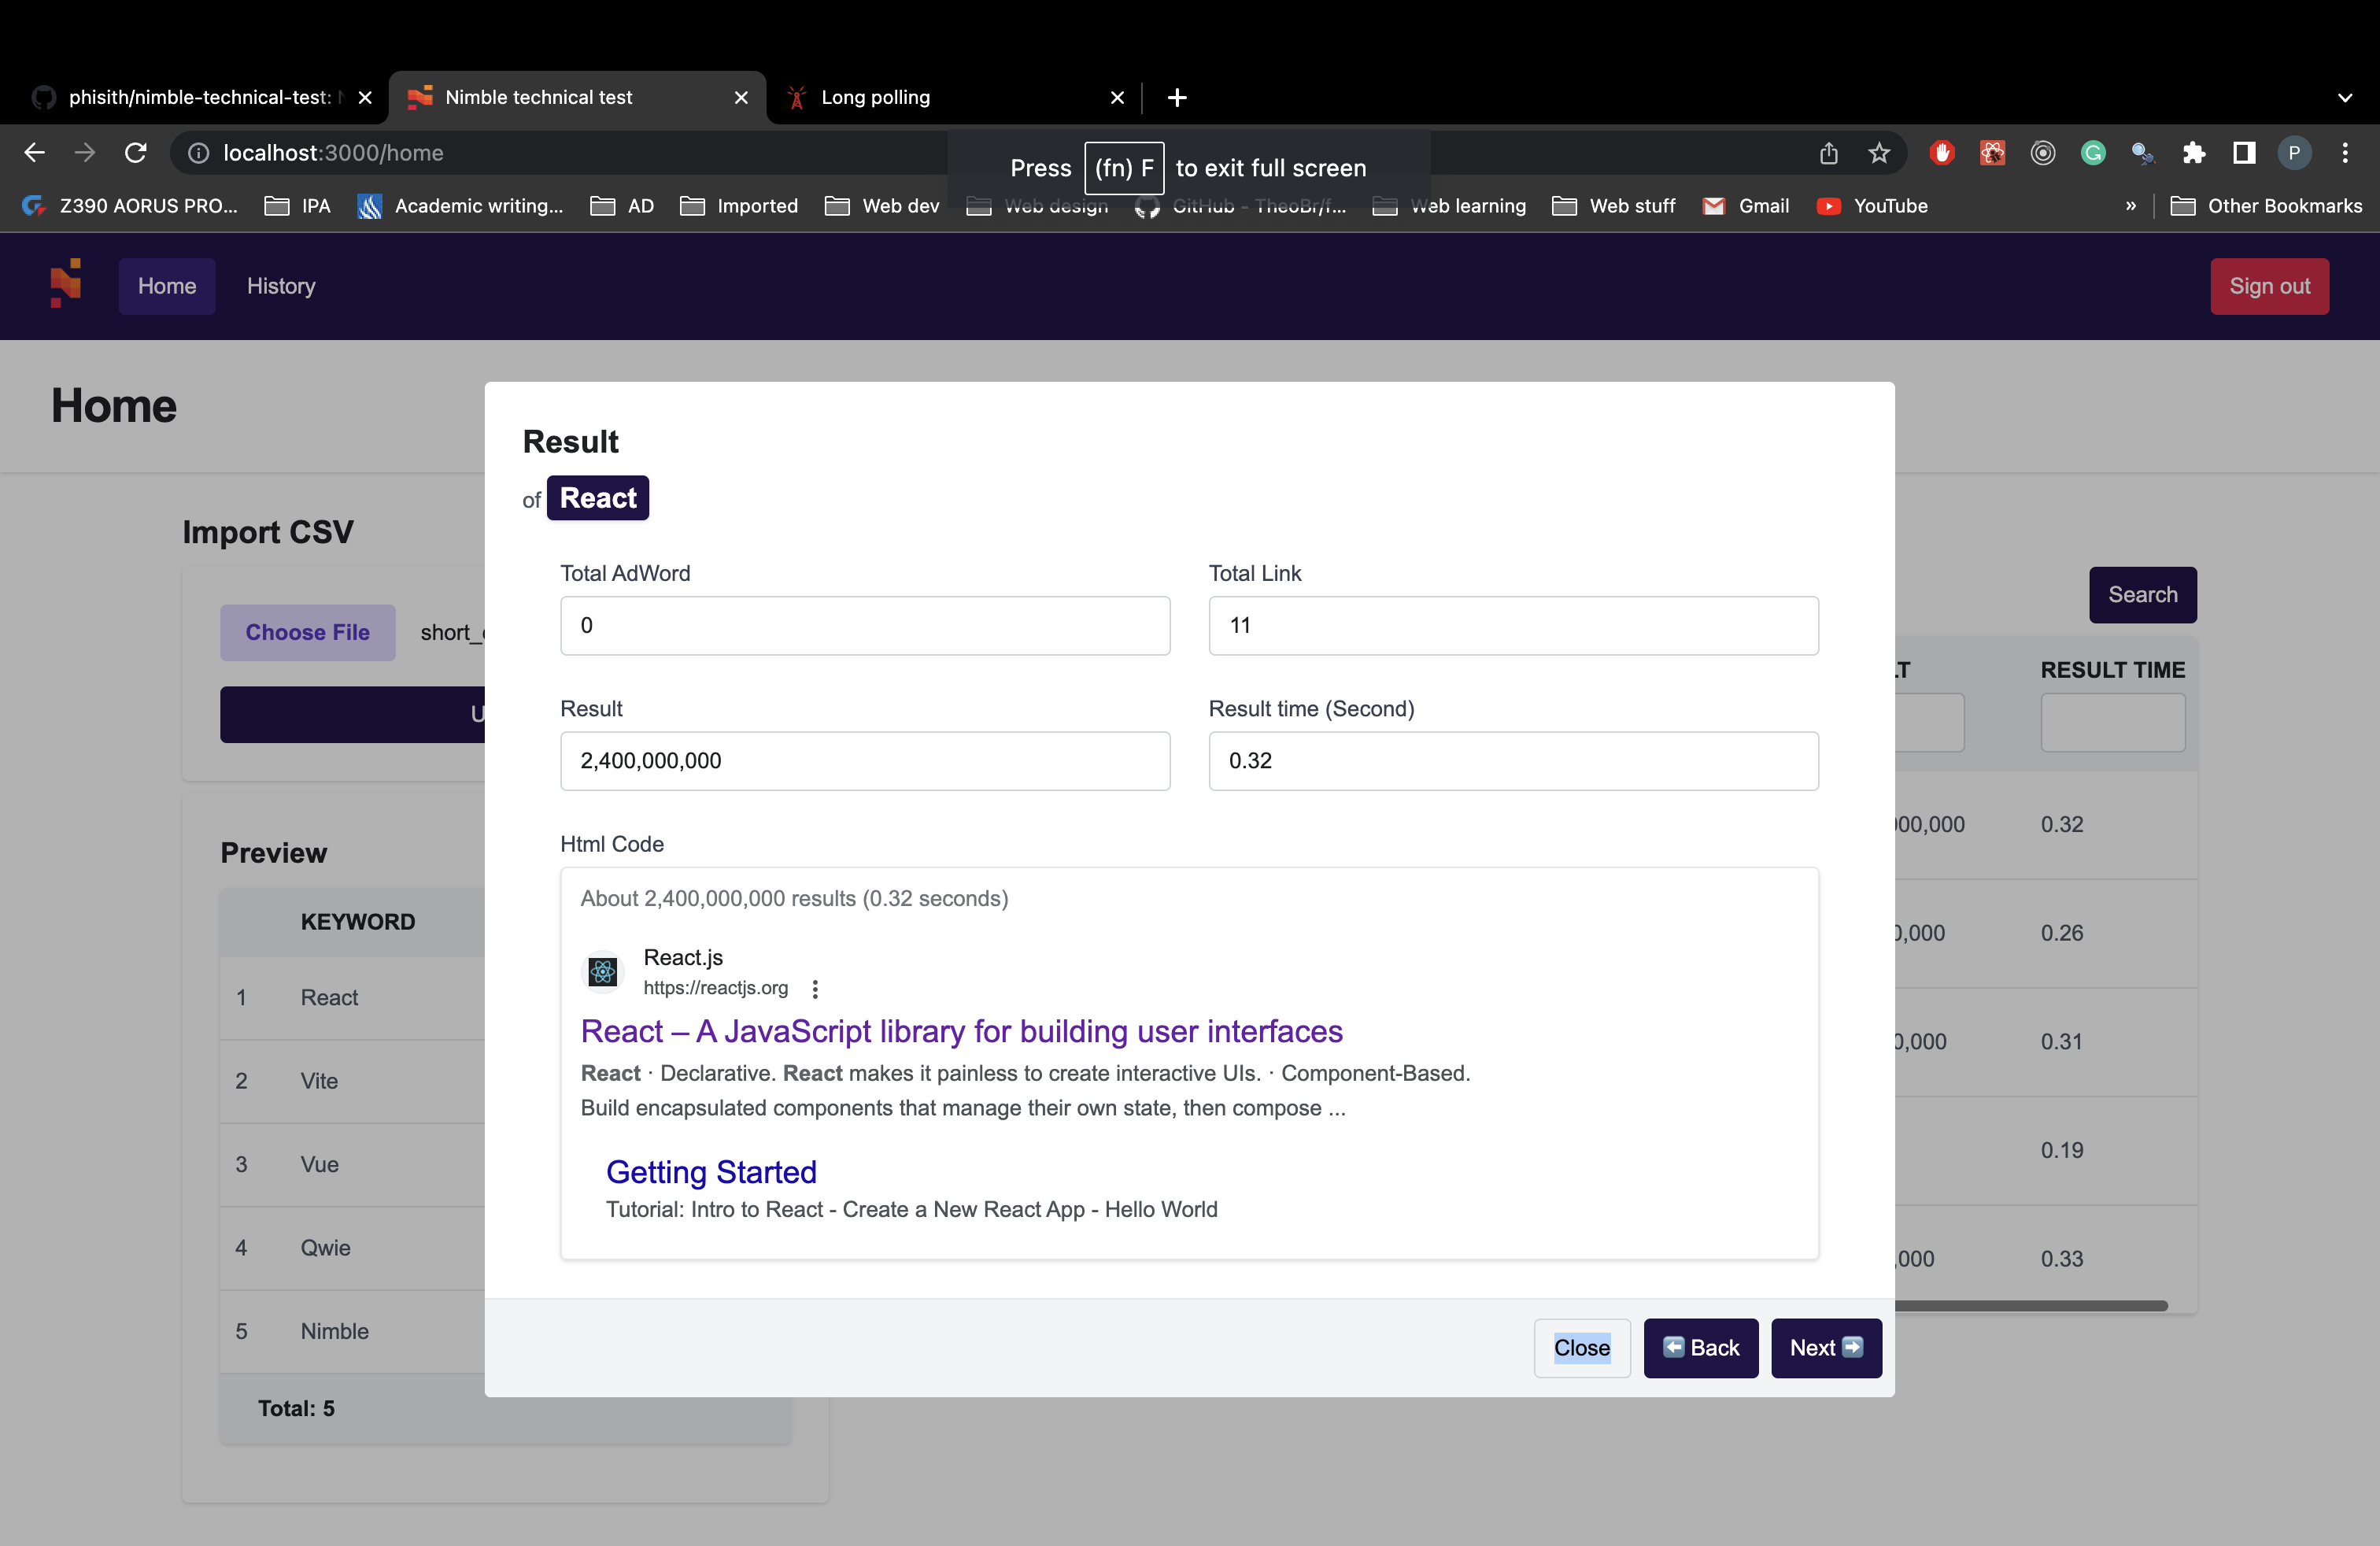 phisith/nimble-technical-test:
Nimble technical test
Long polling
localhost:3000/home
Press (fn) F to exit full screen
P
Z390 AORUS PRO...
IPA
Academic writing...
AD
Imported
Web dev
Web design
GitHub - TheoBr/f...
Web learning
Web stuff
Gmail
YouTube
»
Other Bookmarks
Home
History
Sign out
Home
Import CSV
Choose File
short_
Search
RESULT TIME
Preview
KEYWORD
1 React
2 Vite
3 Vue
4 Qwie
5 Nimble
Total: 5
00,000 0.32
0,000 0.26
0,000 0.31
0.19
,000 0.33
Result
of React
Total AdWord
0
Total Link
11
Result
2,400,000,000
Result time (Second)
0.32
Html Code
About 2,400,000,000 results (0.32 seconds)
React.js
https://reactjs.org
React – A JavaScript library for building user interfaces
React · Declarative. React makes it painless to create interactive UIs. · Component-Based.
Build encapsulated components that manage their own state, then compose ...
Getting Started
Tutorial: Intro to React - Create a New React App - Hello World
Close
Back
Next